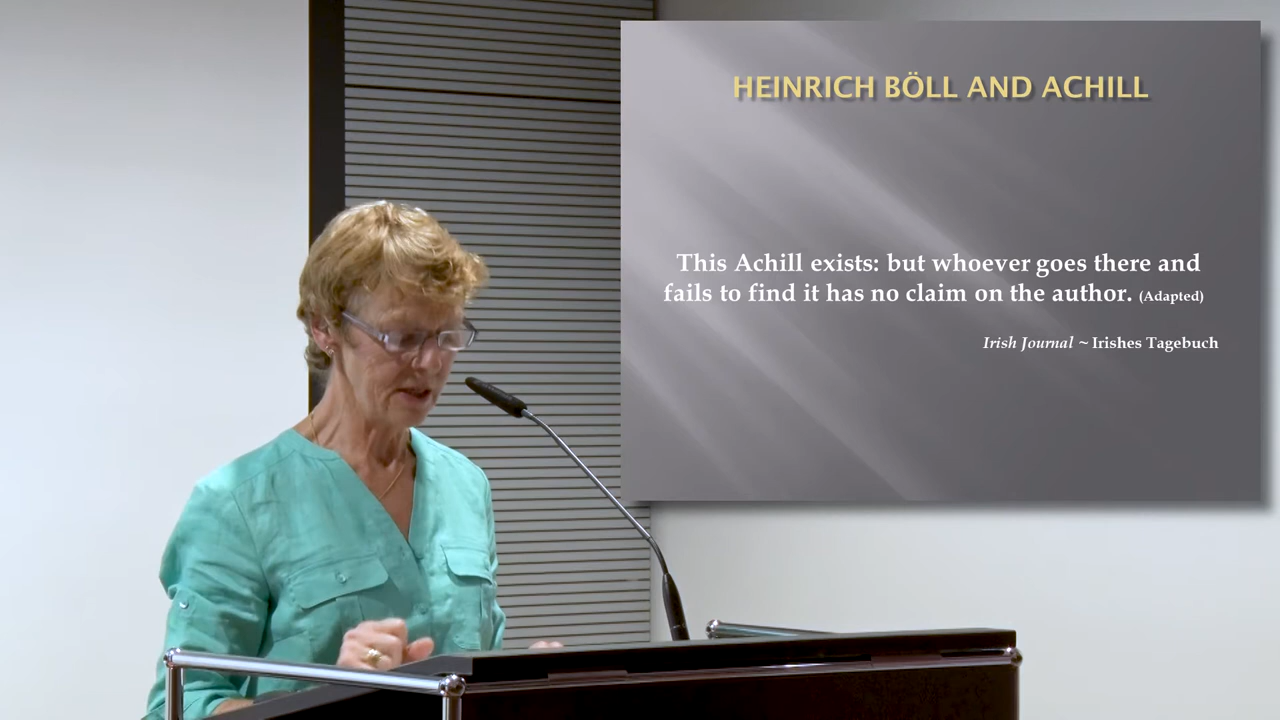 HEINRICH BÖLL AND ACHILL
This Achill exists: but whoever goes there and
fails to find it has no claim on the author. (Adapted)
Irish Journal ~ Irishes Tagebuch